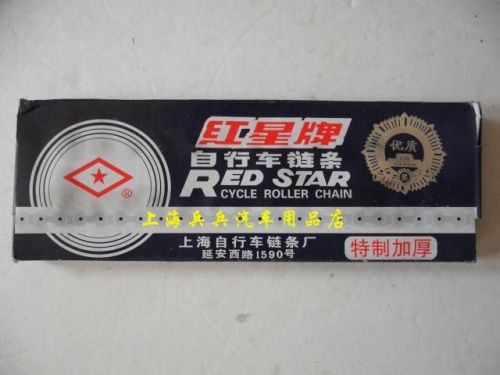 红星牌
自行车链条
RED STAR
CYCLE ROLLER CHAIN
优质
®
上海兵兵汽车用品店
上海自行车链条厂
延安西路1590号
特制加厚